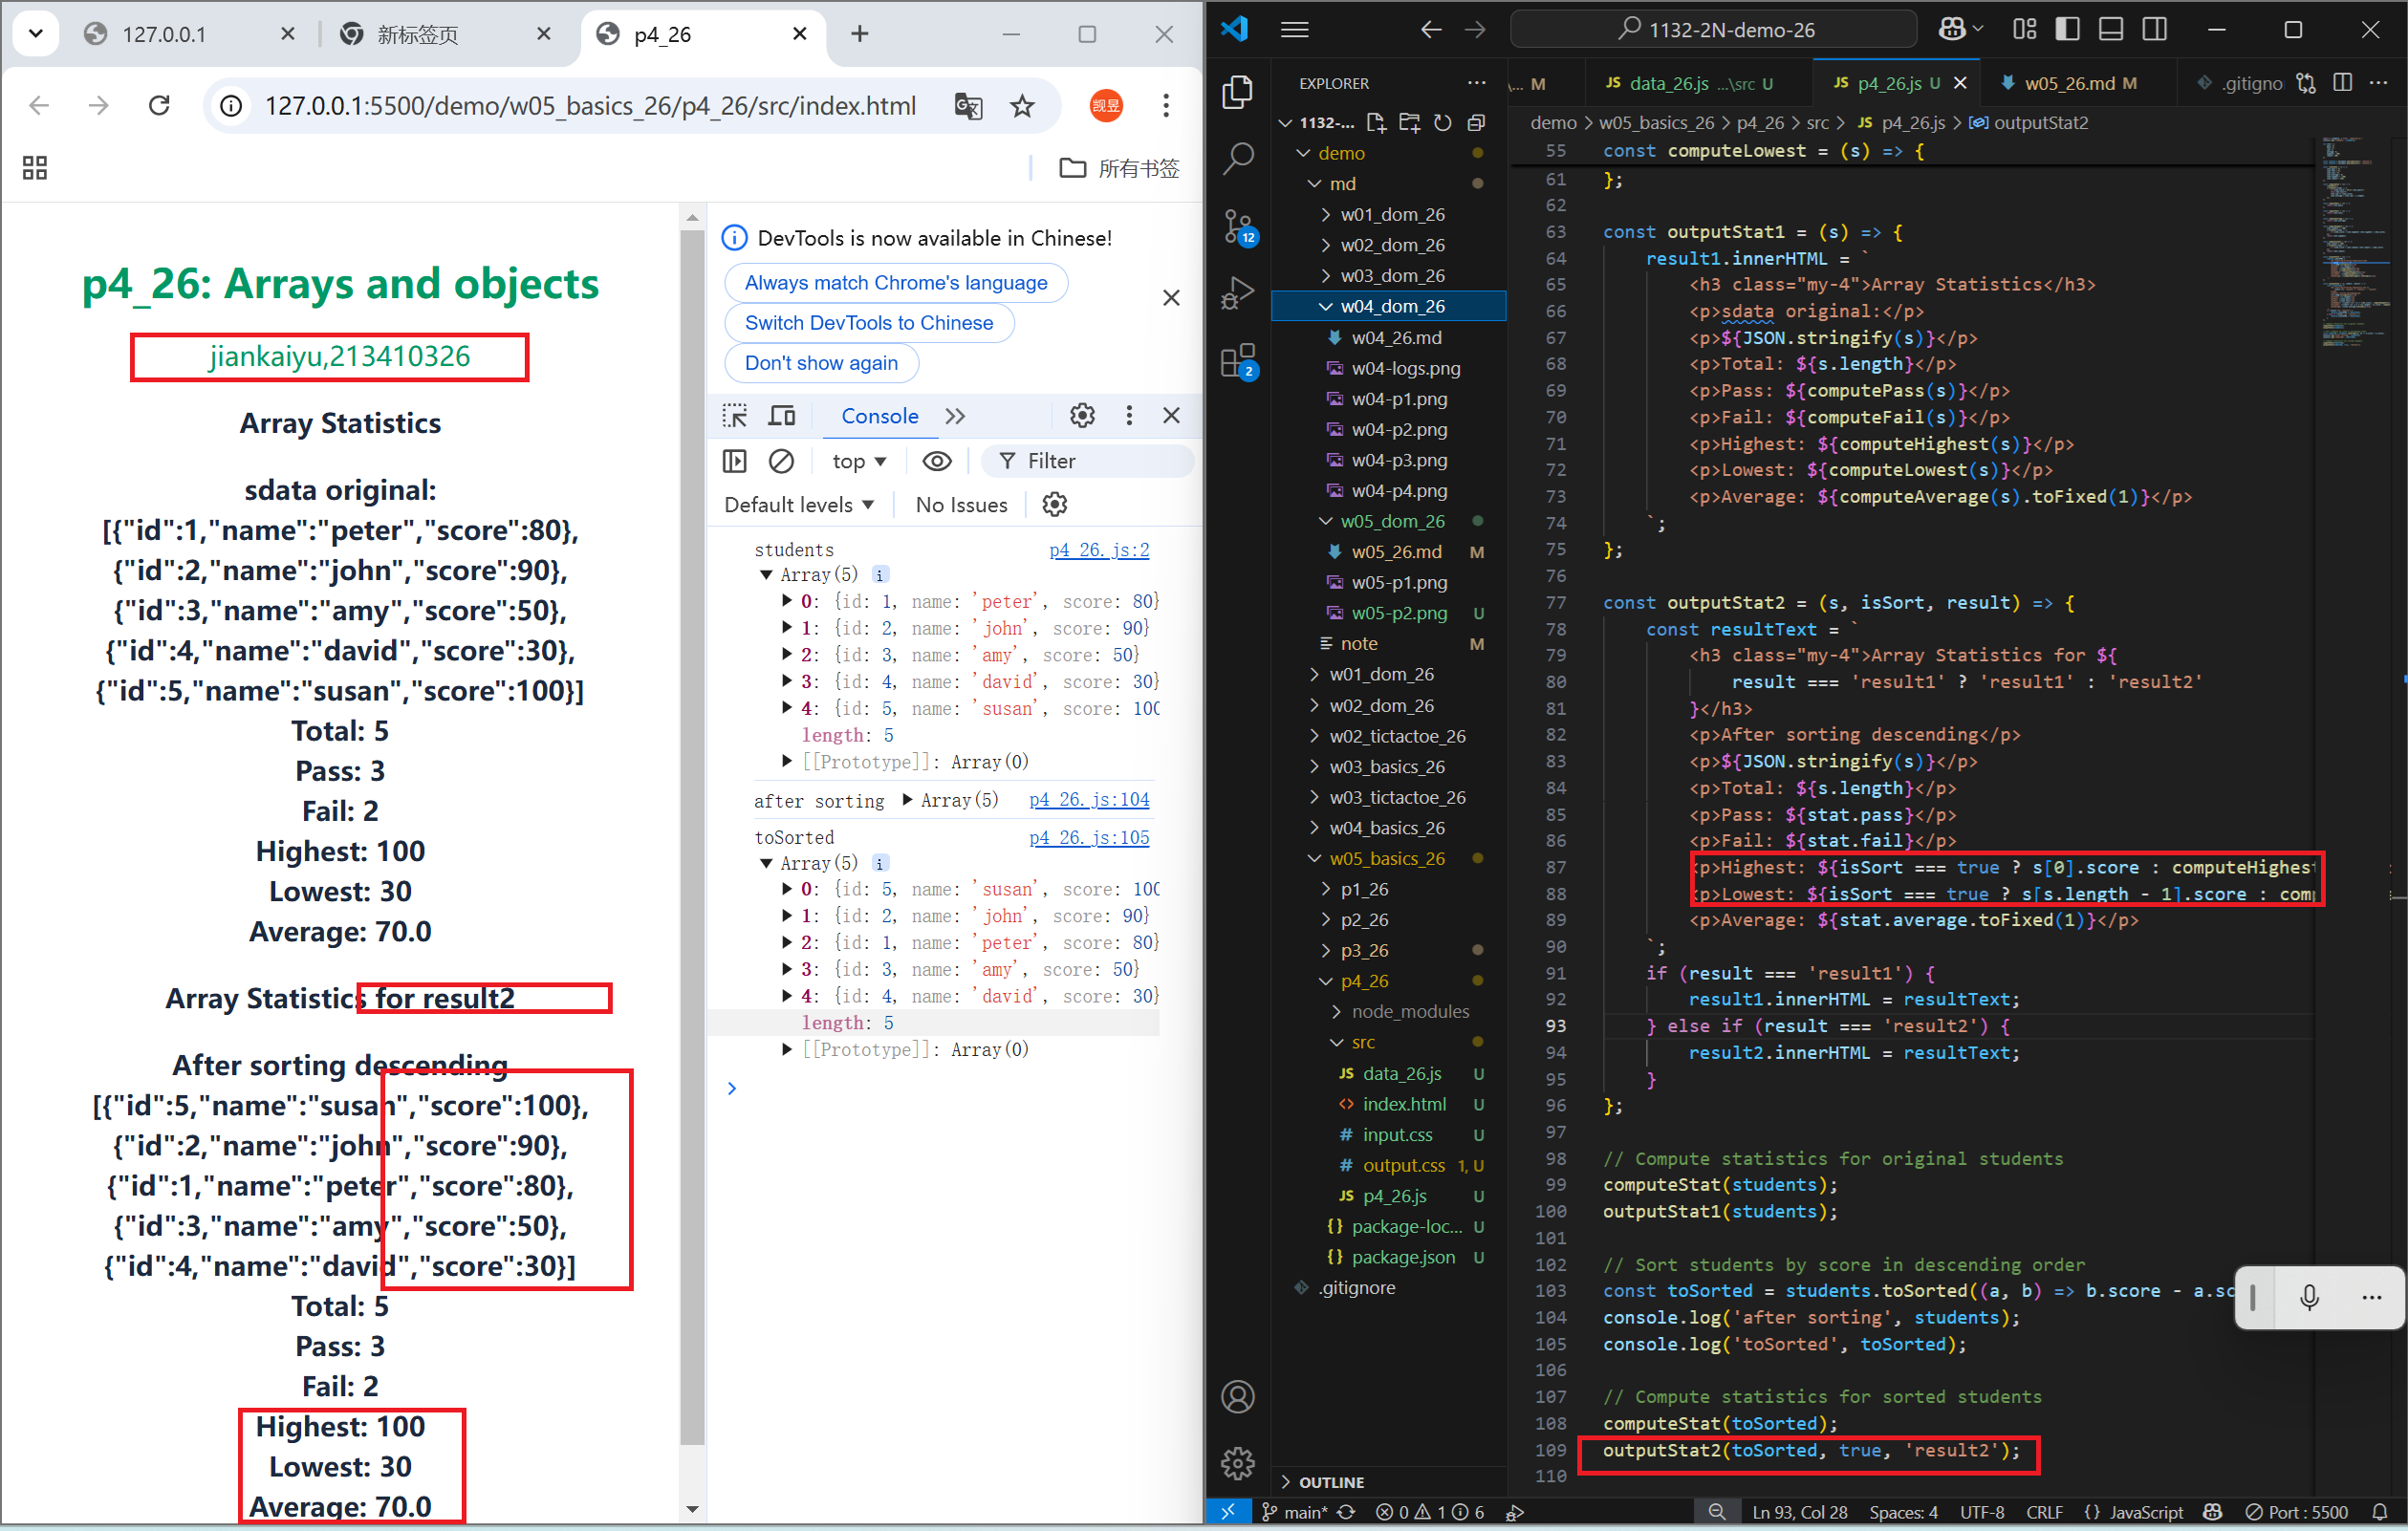 127.0.0.1
新标签页
p4_26
127.0.0.1:5500/demo/w05_basics_26/p4_26/src/index.html
凯昱
所有书签
p4_26: Arrays and objects
jiankaiyu,213410326
Array Statistics
sdata original:
[{"id":1,"name":"peter","score":80},
{"id":2,"name":"john","score":90},
{"id":3,"name":"amy","score":50},
{"id":4,"name":"david","score":30},
{"id":5,"name":"susan","score":100}]
Total: 5
Pass: 3
Fail: 2
Highest: 100
Lowest: 30
Average: 70.0
Array Statistics for result2
After sorting descending
[{"id":5,"name":"susan","score":100},
{"id":2,"name":"john","score":90},
{"id":1,"name":"peter","score":80},
{"id":3,"name":"amy","score":50},
{"id":4,"name":"david","score":30}]
Total: 5
Pass: 3
Fail: 2
Highest: 100
Lowest: 30
Average: 70.0
DevTools is now available in Chinese!
Always match Chrome's language
Switch DevTools to Chinese
Don't show again
Console
top
Filter
Default levels
No Issues
students p4_26.js:2
Array(5)
0: {id: 1, name: 'peter', score: 80}
1: {id: 2, name: 'john', score: 90}
2: {id: 3, name: 'amy', score: 50}
3: {id: 4, name: 'david', score: 30}
4: {id: 5, name: 'susan', score: 100
length: 5
[[Prototype]]: Array(0)
after sorting Array(5) p4_26.js:104
toSorted p4_26.js:105
Array(5)
0: {id: 5, name: 'susan', score: 100
1: {id: 2, name: 'john', score: 90}
2: {id: 1, name: 'peter', score: 80}
3: {id: 3, name: 'amy', score: 50}
4: {id: 4, name: 'david', score: 30}
length: 5
[[Prototype]]: Array(0)
1132-2N-demo-26
EXPLORER
1132-...
demo
md
w01_dom_26
w02_dom_26
w03_dom_26
w04_dom_26
w04_26.md
w04-logs.png
w04-p1.png
w04-p2.png
w04-p3.png
w04-p4.png
w05_dom_26
w05_26.md M
w05-p1.png
w05-p2.png U
note M
w01_dom_26
w02_dom_26
w02_tictactoe_26
w03_basics_26
w03_tictactoe_26
w04_basics_26
w05_basics_26
p1_26
p2_26
p3_26
p4_26
node_modules
src
data_26.js U
index.html U
input.css U
output.css 1, U
p4_26.js U
package-loc... U
package.json U
.gitignore
OUTLINE
12
2
\... M
data_26.js ...\src U
p4_26.js U
w05_26.md M
.gitigno
demo > w05_basics_26 > p4_26 > src > JS p4_26.js > outputStat2
55 const computeLowest = (s) => {
61 };
62
63 const outputStat1 = (s) => {
64 result1.innerHTML = `
65 <h3 class="my-4">Array Statistics</h3>
66 <p>sdata original:</p>
67 <p>${JSON.stringify(s)}</p>
68 <p>Total: ${s.length}</p>
69 <p>Pass: ${computePass(s)}</p>
70 <p>Fail: ${computeFail(s)}</p>
71 <p>Highest: ${computeHighest(s)}</p>
72 <p>Lowest: ${computeLowest(s)}</p>
73 <p>Average: ${computeAverage(s).toFixed(1)}</p>
74 `;
75 };
76
77 const outputStat2 = (s, isSort, result) => {
78 const resultText = `
79 <h3 class="my-4">Array Statistics for ${
80 result === 'result1' ? 'result1' : 'result2'
81 }</h3>
82 <p>After sorting descending</p>
83 <p>${JSON.stringify(s)}</p>
84 <p>Total: ${s.length}</p>
85 <p>Pass: ${stat.pass}</p>
86 <p>Fail: ${stat.fail}</p>
87 <p>Highest: ${isSort === true ? s[0].score : computeHighest
88 <p>Lowest: ${isSort === true ? s[s.length - 1].score : com
89 <p>Average: ${stat.average.toFixed(1)}</p>
90 `;
91 if (result === 'result1') {
92 result1.innerHTML = resultText;
93 } else if (result === 'result2') {
94 result2.innerHTML = resultText;
95 }
96 };
97
98 // Compute statistics for original students
99 computeStat(students);
100 outputStat1(students);
101
102 // Sort students by score in descending order
103 const toSorted = students.toSorted((a, b) => b.score - a.sc
104 console.log('after sorting', students);
105 console.log('toSorted', toSorted);
106
107 // Compute statistics for sorted students
108 computeStat(toSorted);
109 outputStat2(toSorted, true, 'result2');
110
main* 0 1 6
Ln 93, Col 28 Spaces: 4 UTF-8 CRLF {} JavaScript Port : 5500